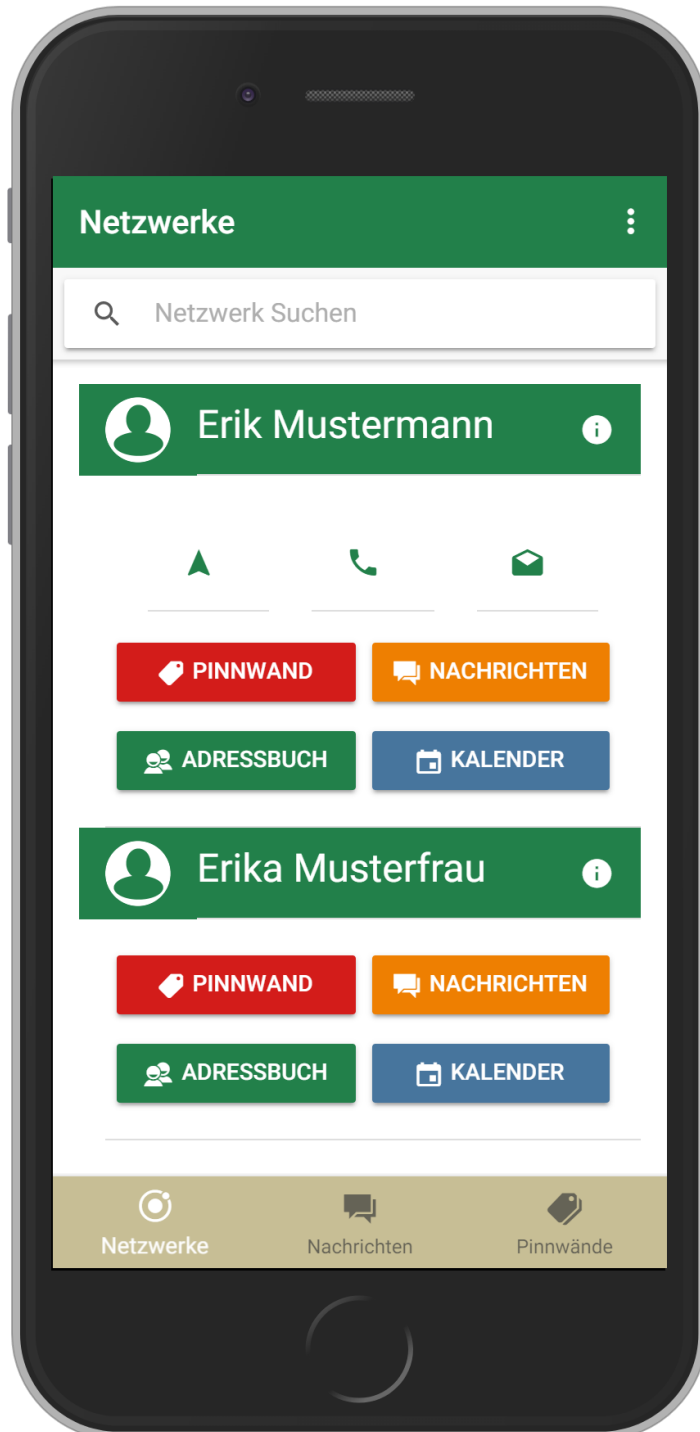 Netzwerke
Netzwerk Suchen
Erik Mustermann
PINNWAND NACHRICHTEN
ADRESSBUCH KALENDER
Erika Musterfrau
PINNWAND NACHRICHTEN
ADRESSBUCH KALENDER
Netzwerke Nachrichten Pinnwände